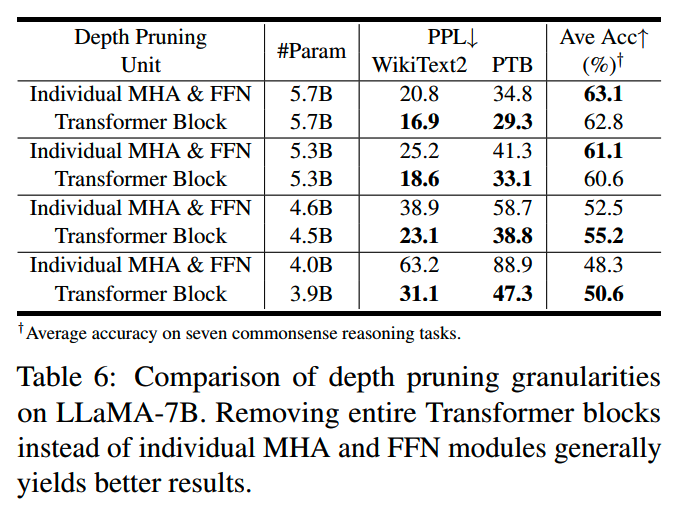 Depth Pruning Unit #Param PPL↓ WikiText2 PTB Ave Acc↑ (%)†
Individual MHA & FFN 5.7B 20.8 34.8 63.1
Transformer Block 5.7B 16.9 29.3 62.8
Individual MHA & FFN 5.3B 25.2 41.3 61.1
Transformer Block 5.3B 18.6 33.1 60.6
Individual MHA & FFN 4.6B 38.9 58.7 52.5
Transformer Block 4.5B 23.1 38.8 55.2
Individual MHA & FFN 4.0B 63.2 88.9 48.3
Transformer Block 3.9B 31.1 47.3 50.6
†Average accuracy on seven commonsense reasoning tasks.
Table 6: Comparison of depth pruning granularities
on LLaMA-7B. Removing entire Transformer blocks
instead of individual MHA and FFN modules generally
yields better results.